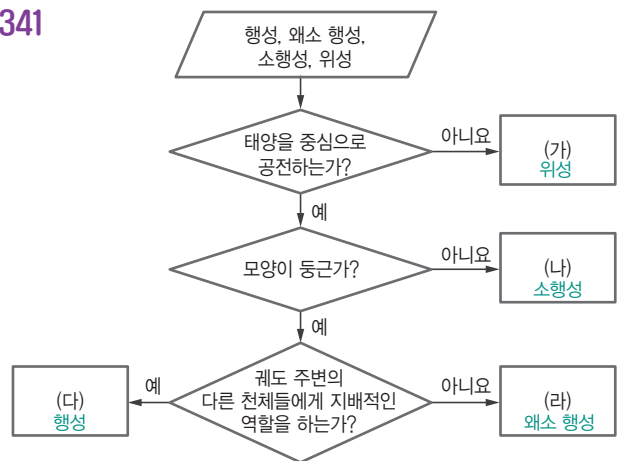 341
행성, 왜소 행성,
소행성, 위성
태양을 중심으로
공전하는가?
아니요
(가)
위성
예
모양이 둥근가?
아니요
(나)
소행성
예
궤도 주변의
다른 천체들에게 지배적인
역할을 하는가?
예
(다)
행성
아니요
(라)
왜소 행성